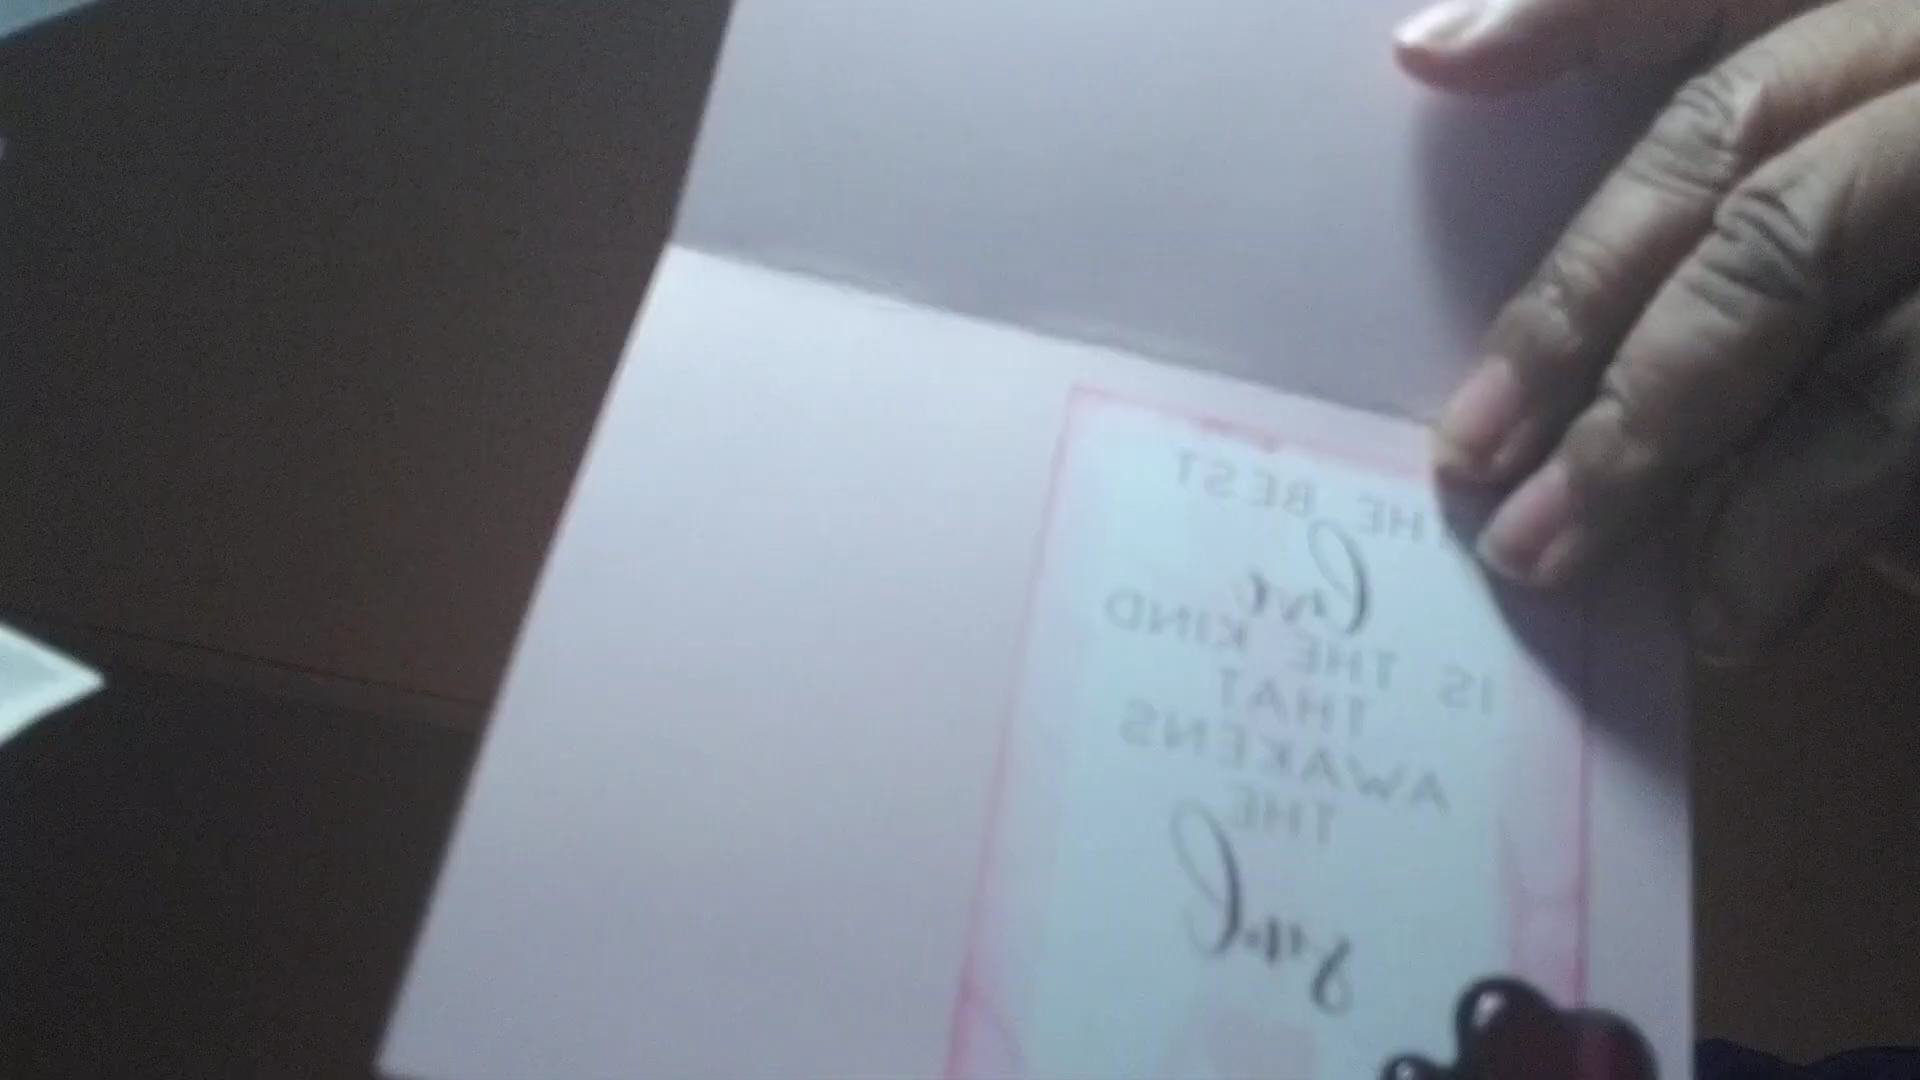 THE BEST
love
IS THE KIND
THAT
AWAKENS
THE
soul